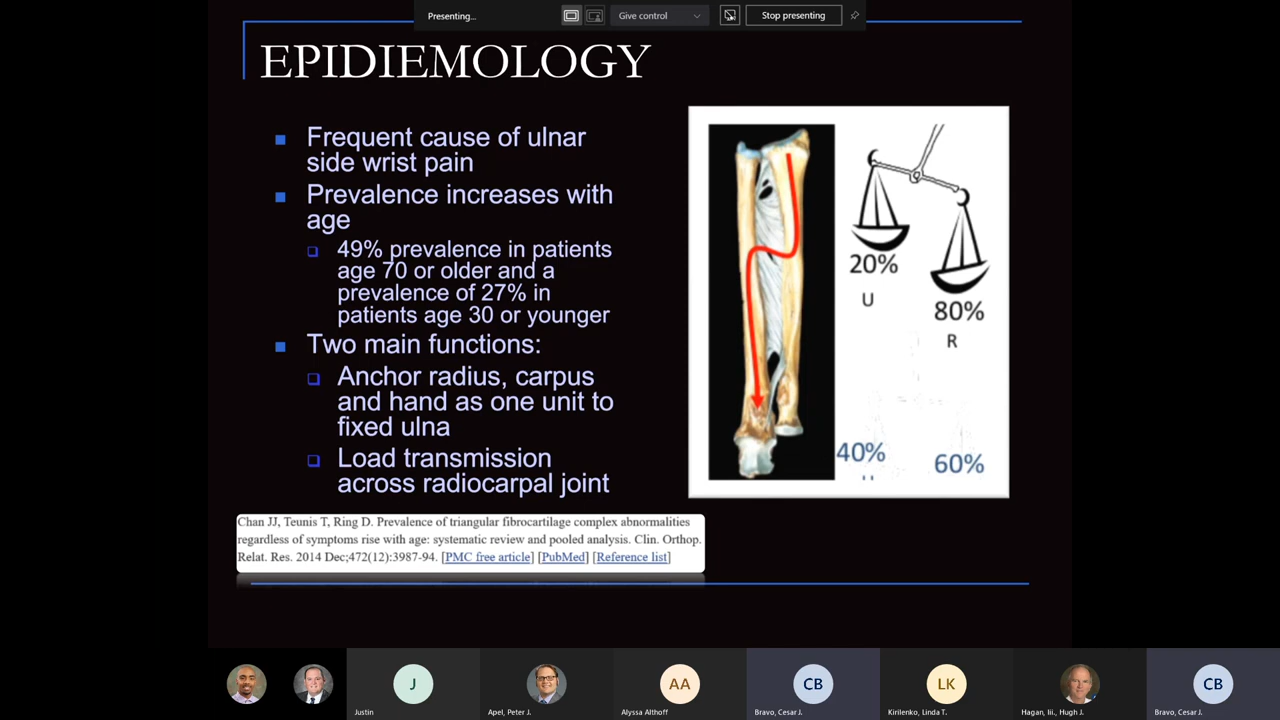 Presenting...
Give control
Stop presenting
EPIDIEMOLOGY
Frequent cause of ulnar
side wrist pain
Prevalence increases with
age
49% prevalence in patients
age 70 or older and a
prevalence of 27% in
patients age 30 or younger
Two main functions:
Anchor radius, carpus
and hand as one unit to
fixed ulna
Load transmission
across radiocarpal joint
20%
U
80%
R
40%
60%
Chan JJ, Teunis T, Ring D. Prevalence of triangular fibrocartilage complex abnormalities
regardless of symptoms rise with age: systematic review and pooled analysis. Clin. Orthop.
Relat. Res. 2014 Dec;472(12):3987-94. [PMC free article] [PubMed] [Reference list]
J
AA
CB
LK
CB
Justin
Apel, Peter J.
Alyssa Althoff
Bravo, Cesar J.
Kirilenko, Linda T.
Hagan, Iii., Hugh J.
Bravo, Cesar J.